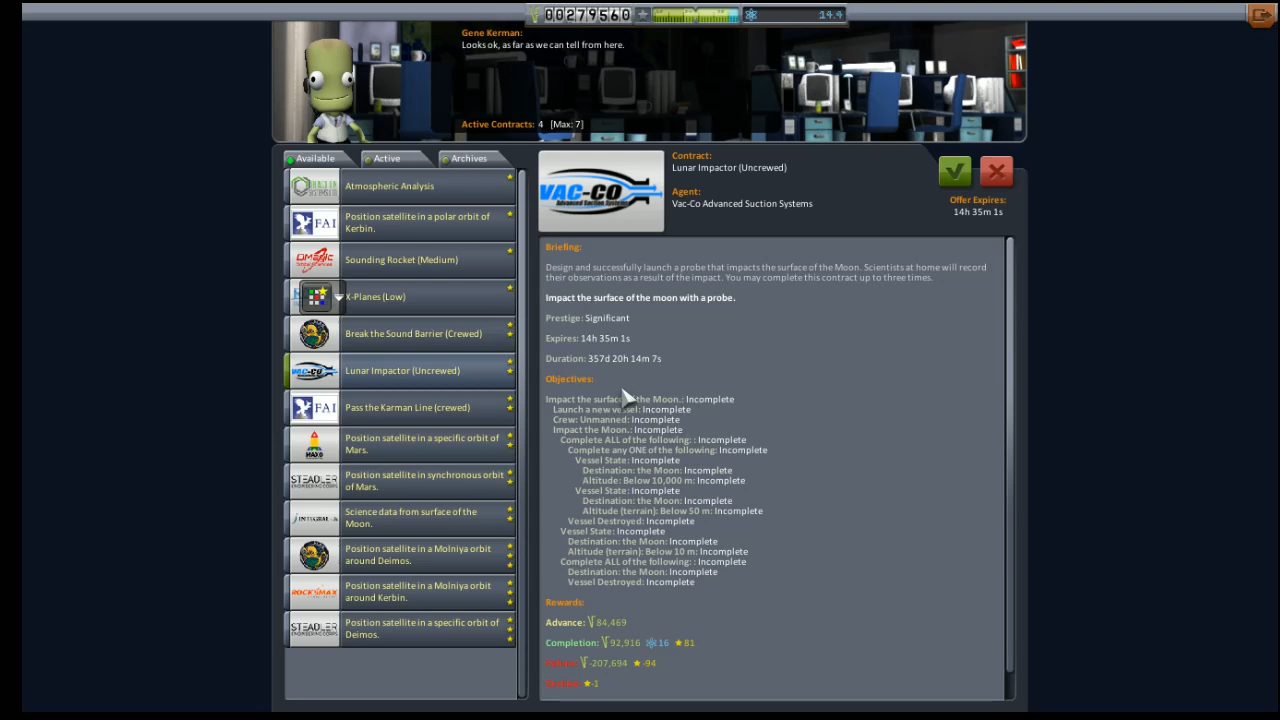 00279560
14.4
Gene Kerman:
Looks ok, as far as we can tell from here.
Active Contracts: 4 [Max: 7]
Available
Active
Archives
Atmospheric Analysis
FAI
Position satellite in a polar orbit of
Kerbin.
Sounding Rocket (Medium)
X-Planes (Low)
Break the Sound Barrier (Crewed)
VAC-CO
Lunar Impactor (Uncrewed)
FAI
Pass the Karman Line (crewed)
Position satellite in a specific orbit of
Mars.
STEADLER
Position satellite in synchronous orbit
of Mars.
INTEGRAL
Science data from surface of the
Moon.
Position satellite in a Molniya orbit
around Deimos.
ROCKOMAX
Position satellite in a Molniya orbit
around Kerbin.
STEADLER
Position satellite in a specific orbit of
Deimos.
VAC-CO
Advanced Suction Systems
Contract:
Lunar Impactor (Uncrewed)
Agent:
Vac-Co Advanced Suction Systems
Offer Expires:
14h 35m 1s
Briefing:
Design and successfully launch a probe that impacts the surface of the Moon. Scientists at home will record
their observations as a result of the impact. You may complete this contract up to three times.
Impact the surface of the moon with a probe.
Prestige: Significant
Expires: 14h 35m 1s
Duration: 357d 20h 14m 7s
Objectives:
Impact the surface the Moon.: Incomplete
Launch a new vessel: Incomplete
Crew: Unmanned: Incomplete
Impact the Moon.: Incomplete
Complete ALL of the following: : Incomplete
Complete any ONE of the following: Incomplete
Vessel State: Incomplete
Destination: the Moon: Incomplete
Altitude: Below 10,000 m: Incomplete
Vessel State: Incomplete
Destination: the Moon: Incomplete
Altitude (terrain): Below 50 m: Incomplete
Vessel Destroyed: Incomplete
Vessel State: Incomplete
Destination: the Moon: Incomplete
Altitude (terrain): Below 10 m: Incomplete
Complete ALL of the following: : Incomplete
Destination: the Moon: Incomplete
Vessel Destroyed: Incomplete
Rewards:
Advance: 84,469
Completion: 92,916 16 81
Failure: -207,694 -94
Decline: -1